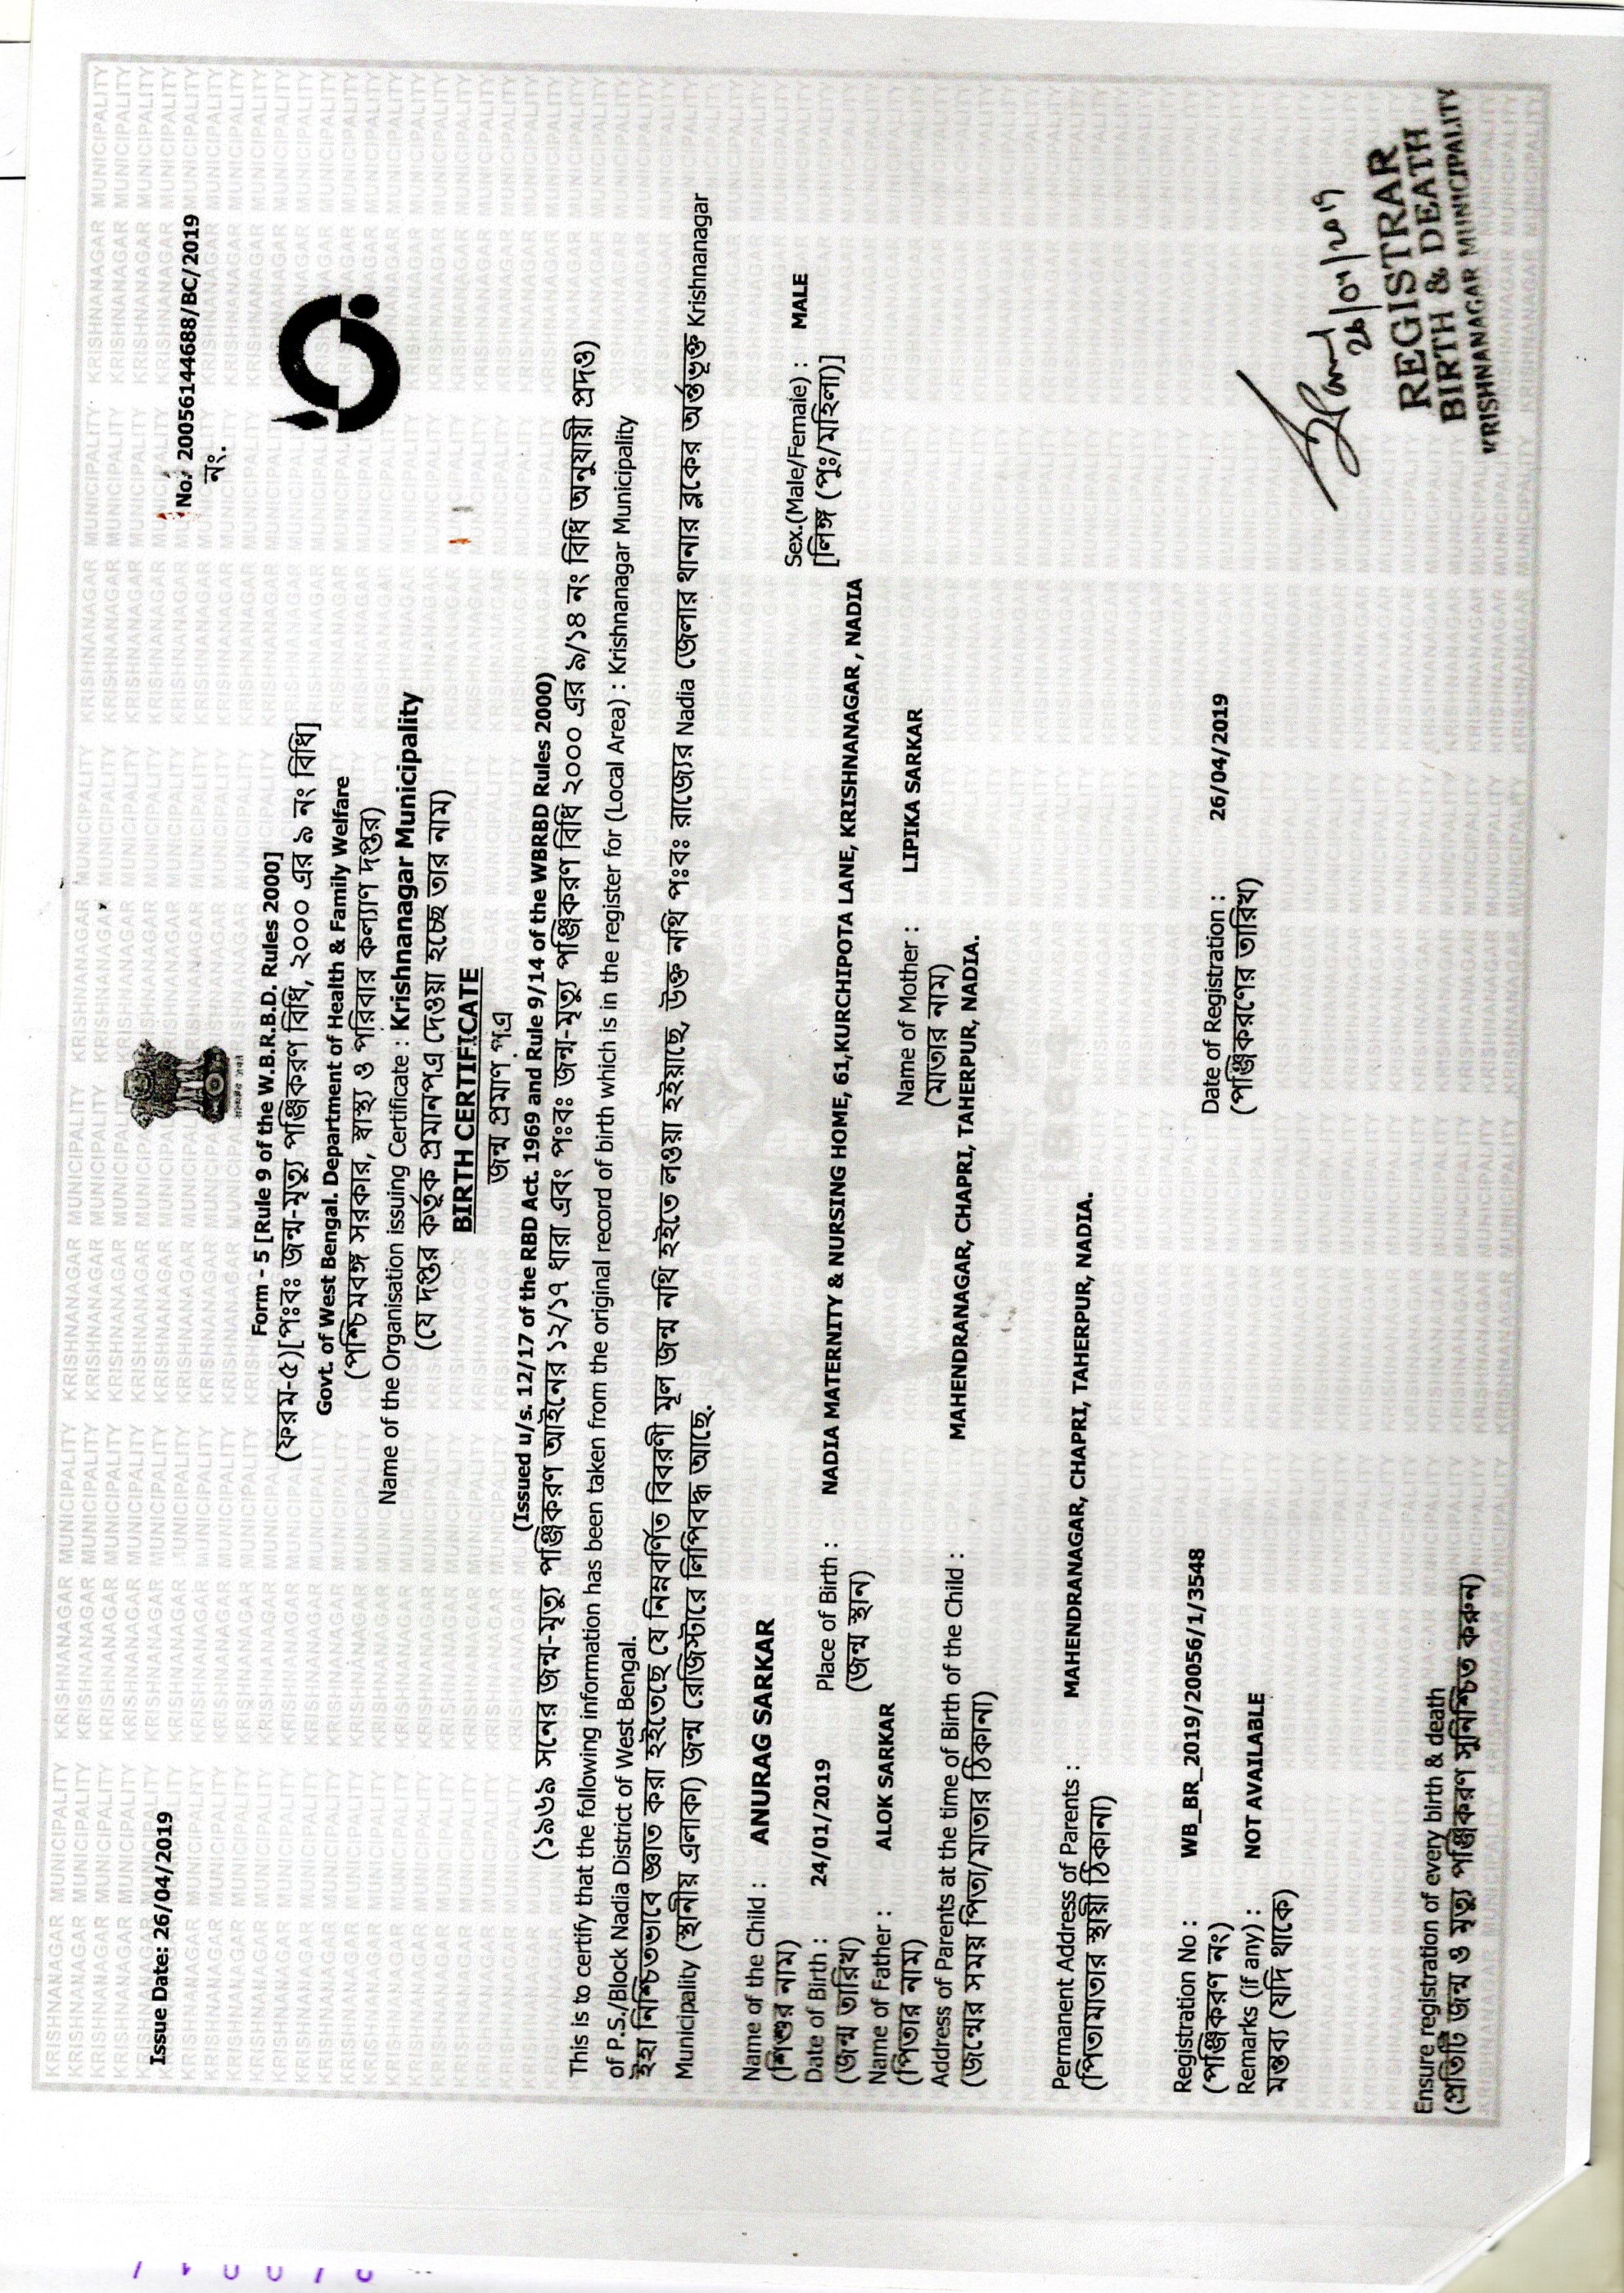 Issue Date: 26/04/2019
No. 200561446​88/BC/2019
নং.
Form - 5 [Rule 9 of the W.B.R.B.D. Rules 2000]
(ফরম-৫)[পঃবঃ জন্ম-মৃত্যু পঞ্জিকরণ বিধি, ২০০০ এর ৯ নং বিধি]
Govt. of West Bengal. Department of Health & Family Welfare
(পশ্চিমবঙ্গ সরকার, স্বাস্থ্য ও পরিবার কল্যাণ দপ্তর)
Name of the Organisation issuing Certificate : Krishnanagar Municipality
(যে দপ্তর কর্তৃক প্রমানপএ দেওয়া হচ্ছে তার নাম)
BIRTH CERTIFICATE
জন্ম প্রমাণ পএ
(Issued u/s. 12/17 of the RBD Act. 1969 and Rule 9/14 of the WBRBD Rules 2000)
(১৯৬৯ সনের জন্ম-মৃত্যু পঞ্জিকরণ আইনের ১২/১৭ ধারা এবং পঃবঃ জন্ম-মৃত্যু পঞ্জিকরণ বিধি ২০০০ এর ৯/১৪ নং বিধি অনুযায়ী প্রদও)
This is to certify that the following information has been taken from the original record of birth which is in the register for (Local Area) : Krishnanagar Municipality
of P.S./Block Nadia District of West Bengal.
ইহা নিশ্চিতভাবে জ্ঞাত করা হইতেছে যে নিম্নবর্ণিত বিবরণী মূল জন্ম নথি হইতে লওয়া হইয়াছে, উক্ত নথি পঃবঃ রাজ্যের Nadia জেলার থানার ব্লকের অর্ন্তভূক্ত Krishnanagar
Municipality (স্থানীয় এলাকা) জন্ম রেজিস্টারে লিপিবদ্ধ আছে.
Name of the Child : ANURAG SARKAR Sex.(Male/Female) : MALE
(শিশুর নাম) [লিঙ্গ (পুঃ/মহিলা)]
Date of Birth : 24/01/2019 Place of Birth : NADIA MATERNITY & NURSING HOME, 61,KURCHIPOTA LANE, KRISHNANAGAR , NADIA
(জন্ম তারিখ) (জন্ম স্থান)
Name of Father : ALOK SARKAR Name of Mother : LIPIKA SARKAR
(পিতার নাম) (মাতার নাম)
Address of Parents at the time of Birth of the Child : MAHENDRANAGAR, CHAPRI, TAHERPUR, NADIA.
(জন্মের সময় পিতা/মাতার ঠিকানা)
Permanent Address of Parents : MAHENDRANAGAR, CHAPRI, TAHERPUR, NADIA.
(পিতামাতার স্থায়ী ঠিকানা)
Registration No : WB_BR_2019/20056/1/3548 Date of Registration : 26/04/2019
(পঞ্জিকরণ নং) (পঞ্জিকরণের তারিখ)
Remarks (if any) : NOT AVAILABLE
মন্তব্য (যদি থাকে)
26/04/2019
REGISTRAR
BIRTH & DEATH
KRISHNANAGAR MUNICIPALITY
Ensure registration of every birth & death
(প্রতিটি জন্ম ও মৃত্যু পঞ্জিকরণ সুনিশ্চিত করুন)